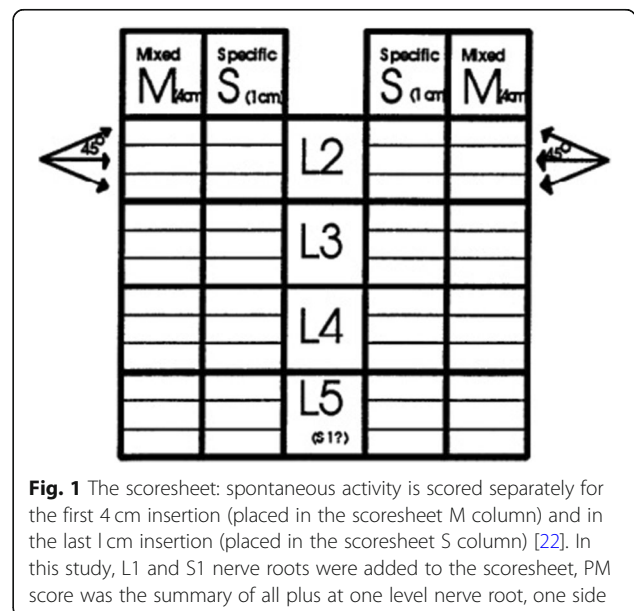 Mixed Specific Specific Mixed
M(4cm) S (1cm) S (1cm) M(4cm)
45° L2 45°
L3
L4
L5
(S1?)
Fig. 1 The scoresheet: spontaneous activity is scored separately for
the first 4 cm insertion (placed in the scoresheet M column) and in
the last l cm insertion (placed in the scoresheet S column) [22]. In
this study, L1 and S1 nerve roots were added to the scoresheet, PM
score was the summary of all plus at one level nerve root, one side